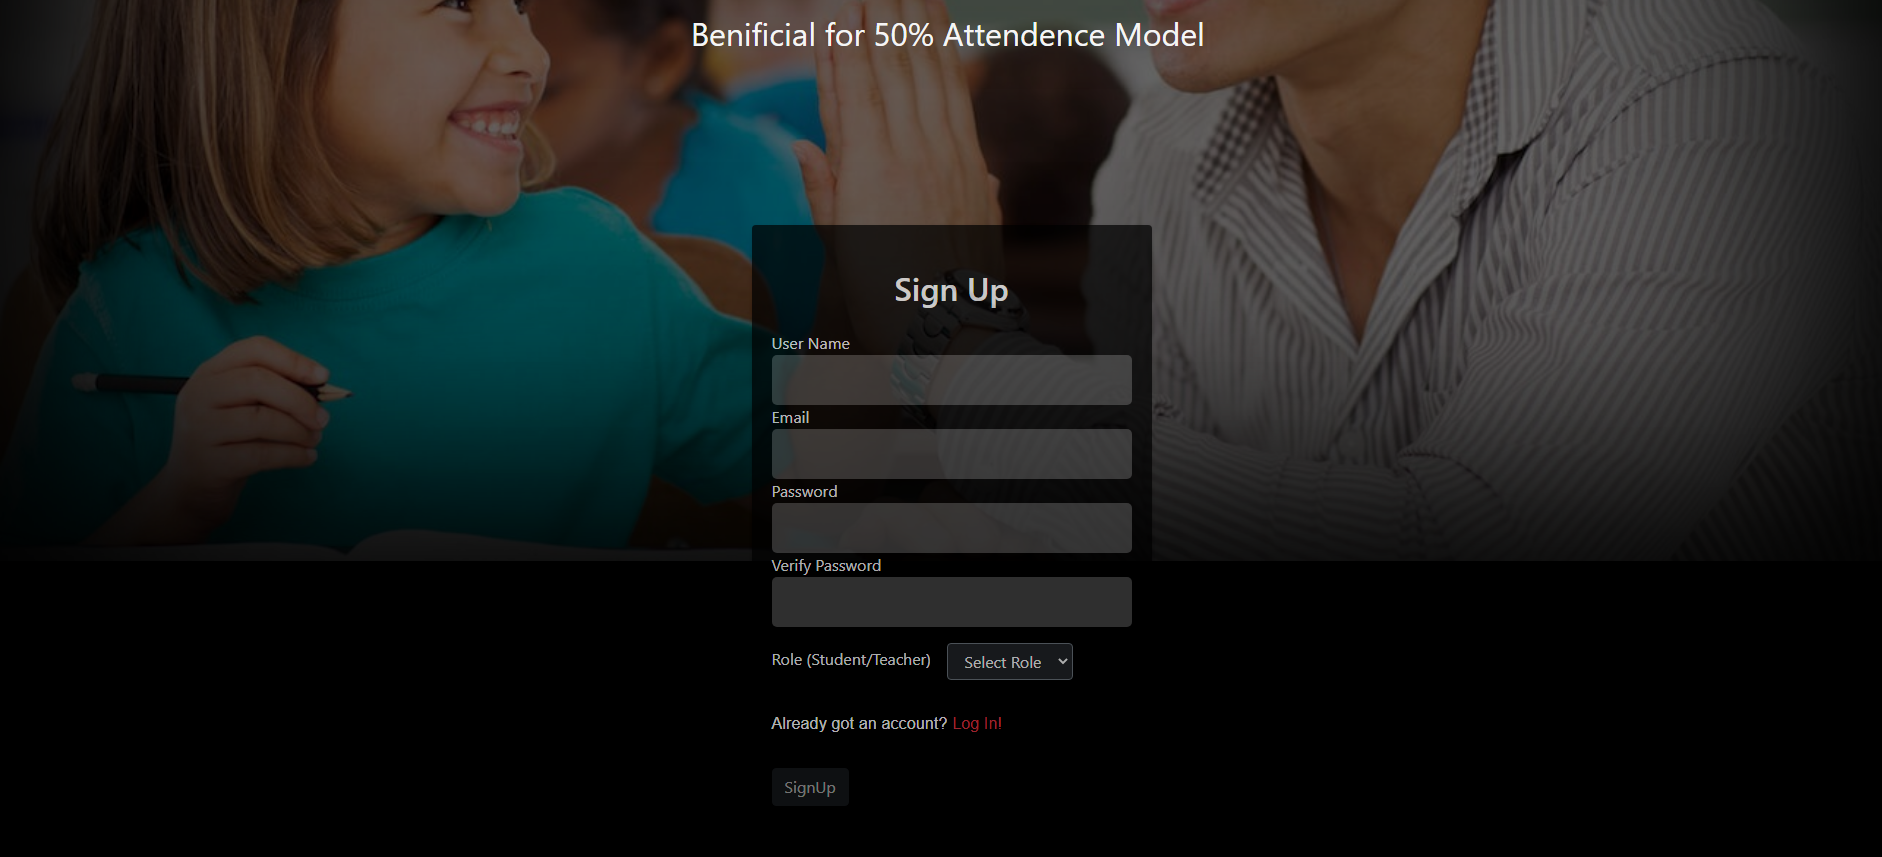 Benificial for 50% Attendence Model
Sign Up
User Name
Email
Password
Verify Password
Role (Student/Teacher) Select Role
Already got an account? Log In!
SignUp